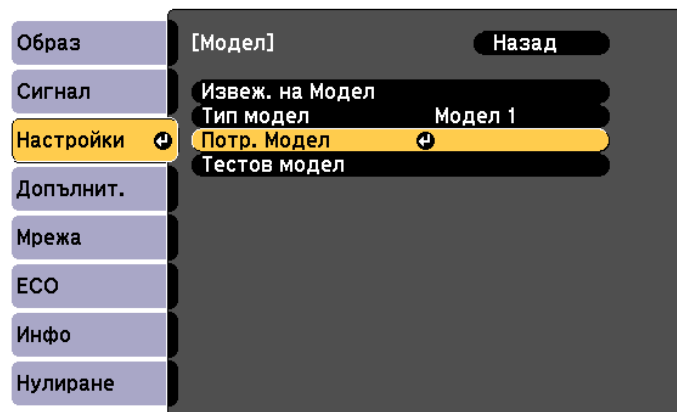 Образ
Сигнал
Настройки
Допълнит.
Мрежа
ECO
Инфо
Нулиране
[Модел] Назад
Извеж. на Модел
Тип модел Модел 1
Потр. Модел
Тестов модел